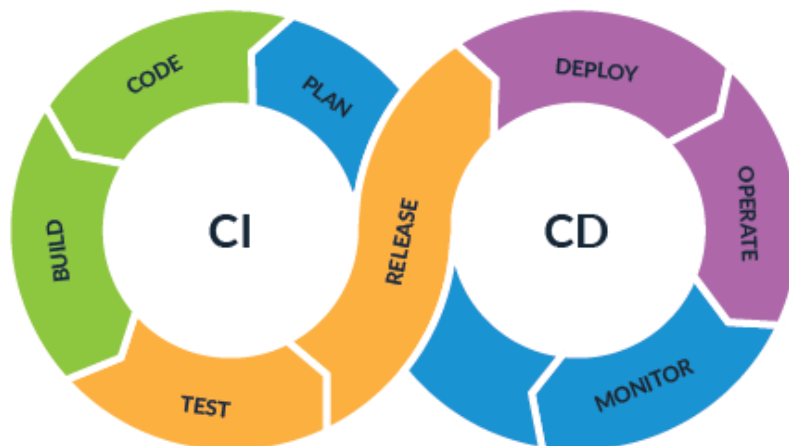 PLAN
CODE
BUILD
TEST
RELEASE
DEPLOY
OPERATE
MONITOR
CI
CD